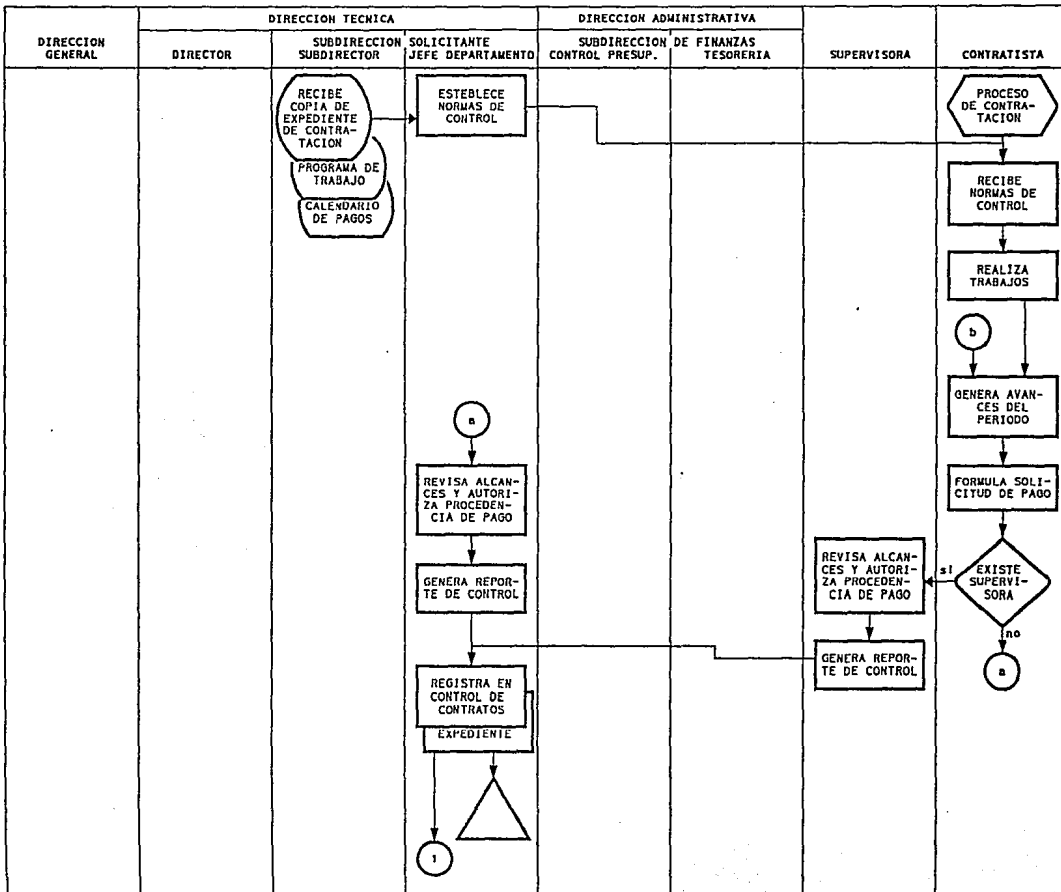 DIRECCION TECNICA
DIRECCION ADMINISTRATIVA
DIRECCION
GENERAL
DIRECTOR
SUBDIRECCION SOLICITANTE
SUBDIRECTOR
JEFE DEPARTAMENTO
SUBDIRECCION DE FINANZAS
CONTROL PRESUP.
TESORERIA
SUPERVISORA
CONTRATISTA
RECIBE
COPIA DE
EXPEDIENTE
DE CONTRA-
TACION
PROGRAMA DE
TRABAJO
CALENDARIO
DE PAGOS
ESTABLECE
NORMAS DE
CONTROL
PROCESO
DE CONTRA-
TACION
RECIBE
NORMAS DE
CONTROL
REALIZA
TRABAJOS
b
GENERA AVAN-
CES DEL
PERIODO
FORMULA SOLI-
CITUD DE PAGO
EXISTE
SUPERVI-
SORA
si
no
a
REVISA ALCAN-
CES Y AUTORI-
ZA PROCEDEN-
CIA DE PAGO
GENERA REPOR-
TE DE CONTROL
a
REVISA ALCAN-
CES Y AUTORI-
ZA PROCEDEN-
CIA DE PAGO
GENERA REPOR-
TE DE CONTROL
REGISTRA EN
CONTROL DE
CONTRATOS
EXPEDIENTE
1